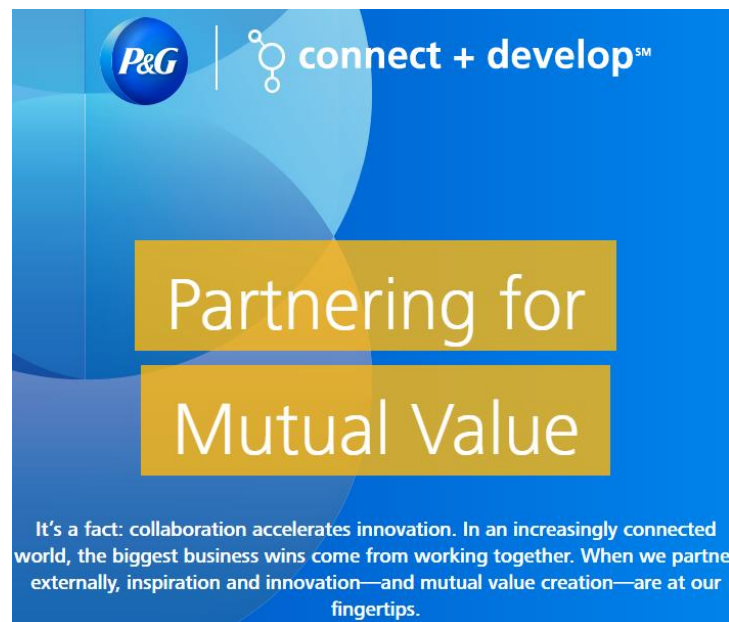 P&G connect + develop℠
Partnering for
Mutual Value
It's a fact: collaboration accelerates innovation. In an increasingly connected
world, the biggest business wins come from working together. When we partne
externally, inspiration and innovation—and mutual value creation—are at our
fingertips.